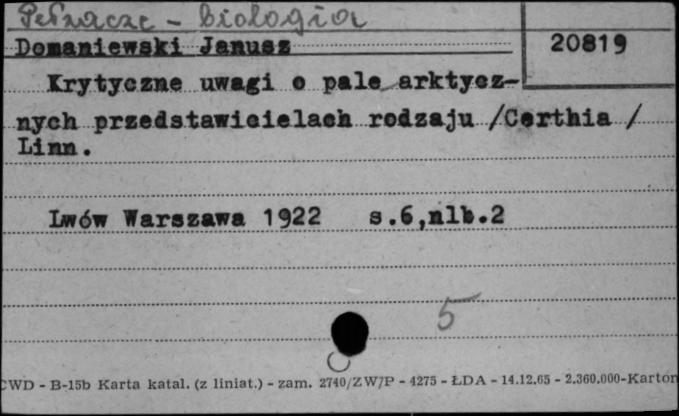 Pełzacze - biologia
Domaniewski Janusz
20819
Krytyczne uwagi o pale arktycz-
nych przedstawicielach rodzaju /Certhia /
Linn.
Lwów Warszawa 1922 s.6,nlb.2
5
CWD - B-15b Karta katal. (z liniat.) - zam. 2740/ZW/P - 4275 - ŁDA - 14.12.65 - 2.360.000-Karton